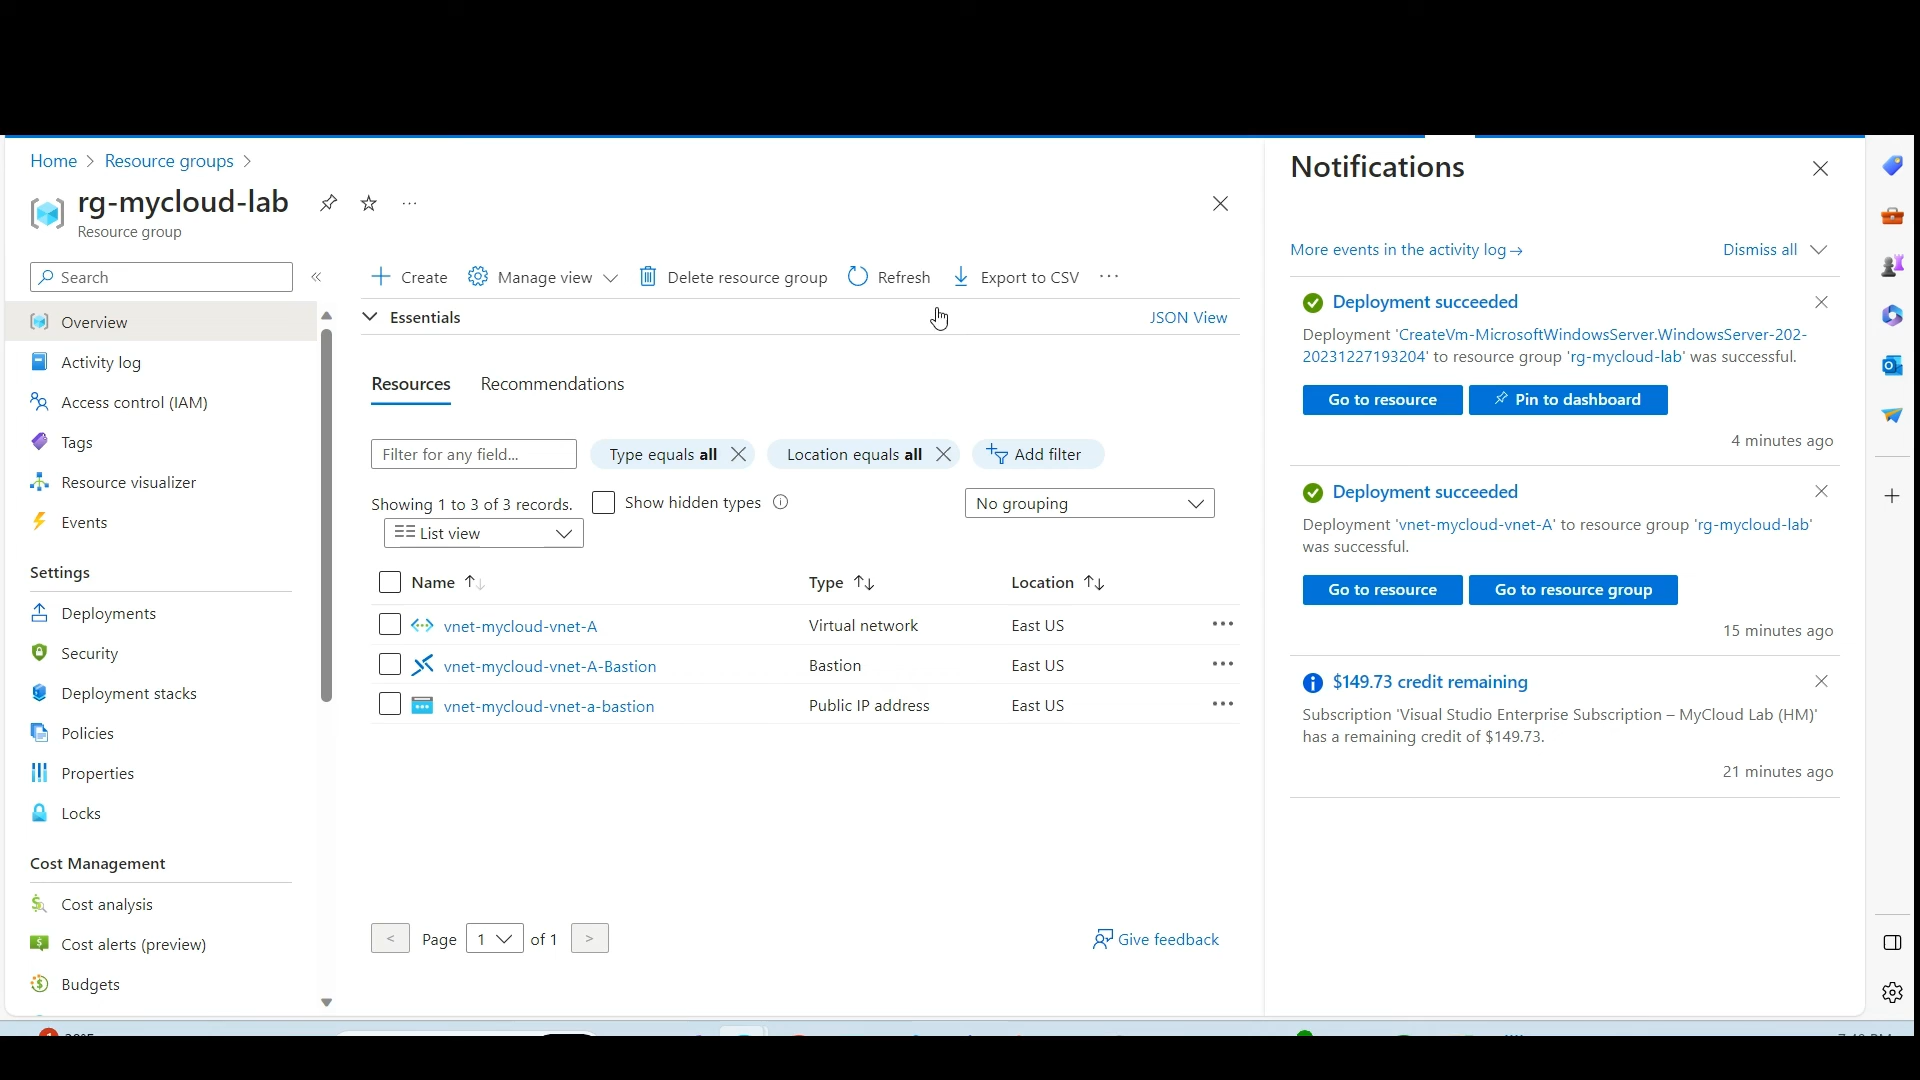 Home > Resource groups >
rg-mycloud-lab
Resource group
Search
Overview
Activity log
Access control (IAM)
Tags
Resource visualizer
Events
Settings
Deployments
Security
Deployment stacks
Policies
Properties
Locks
Cost Management
Cost analysis
Cost alerts (preview)
Budgets
Create Manage view Delete resource group Refresh Export to CSV
Essentials JSON View
Resources Recommendations
Filter for any field... Type equals all Location equals all Add filter
Showing 1 to 3 of 3 records. Show hidden types No grouping
List view
Name Type Location
vnet-mycloud-vnet-A Virtual network East US
vnet-mycloud-vnet-A-Bastion Bastion East US
vnet-mycloud-vnet-a-bastion Public IP address East US
< Page 1 of 1 > Give feedback
Notifications
More events in the activity log → Dismiss all
Deployment succeeded
Deployment 'CreateVm-MicrosoftWindowsServer.WindowsServer-202-
20231227193204' to resource group 'rg-mycloud-lab' was successful.
Go to resource Pin to dashboard
4 minutes ago
Deployment succeeded
Deployment 'vnet-mycloud-vnet-A' to resource group 'rg-mycloud-lab'
was successful.
Go to resource Go to resource group
15 minutes ago
$149.73 credit remaining
Subscription 'Visual Studio Enterprise Subscription – MyCloud Lab (HM)'
has a remaining credit of $149.73.
21 minutes ago